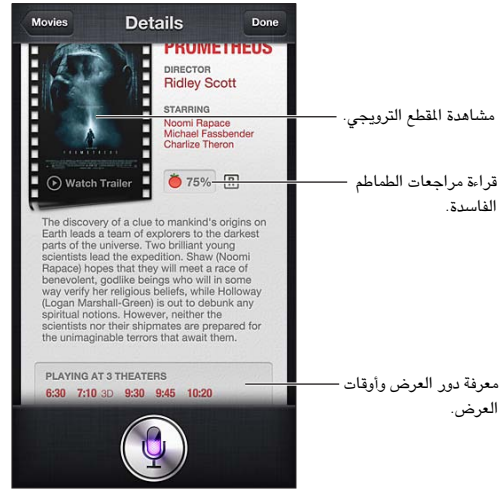 Movies
Details
Done
PROMETHEUS
DIRECTOR
Ridley Scott
STARRING
Noomi Rapace
Michael Fassbender
Charlize Theron
PROMETHEUS
Watch Trailer
75%
R
The discovery of a clue to mankind's origins on
Earth leads a team of explorers to the darkest
parts of the universe. Two brilliant young
scientists lead the expedition. Shaw (Noomi
Rapace) hopes that they will meet a race of
benevolent, godlike beings who will in some
way verify her religious beliefs, while Holloway
(Logan Marshall-Green) is out to debunk any
spiritual notions. However, neither the
scientists nor their shipmates are prepared for
the unimaginable terrors that await them.
PLAYING AT 3 THEATERS
6:30 7:10 3D 9:30 9:45 10:20
مشاهدة المقطع الترويجي.
قراءة مراجعات الطماطم
الفاسدة.
معرفة دور العرض وأوقات
العرض.